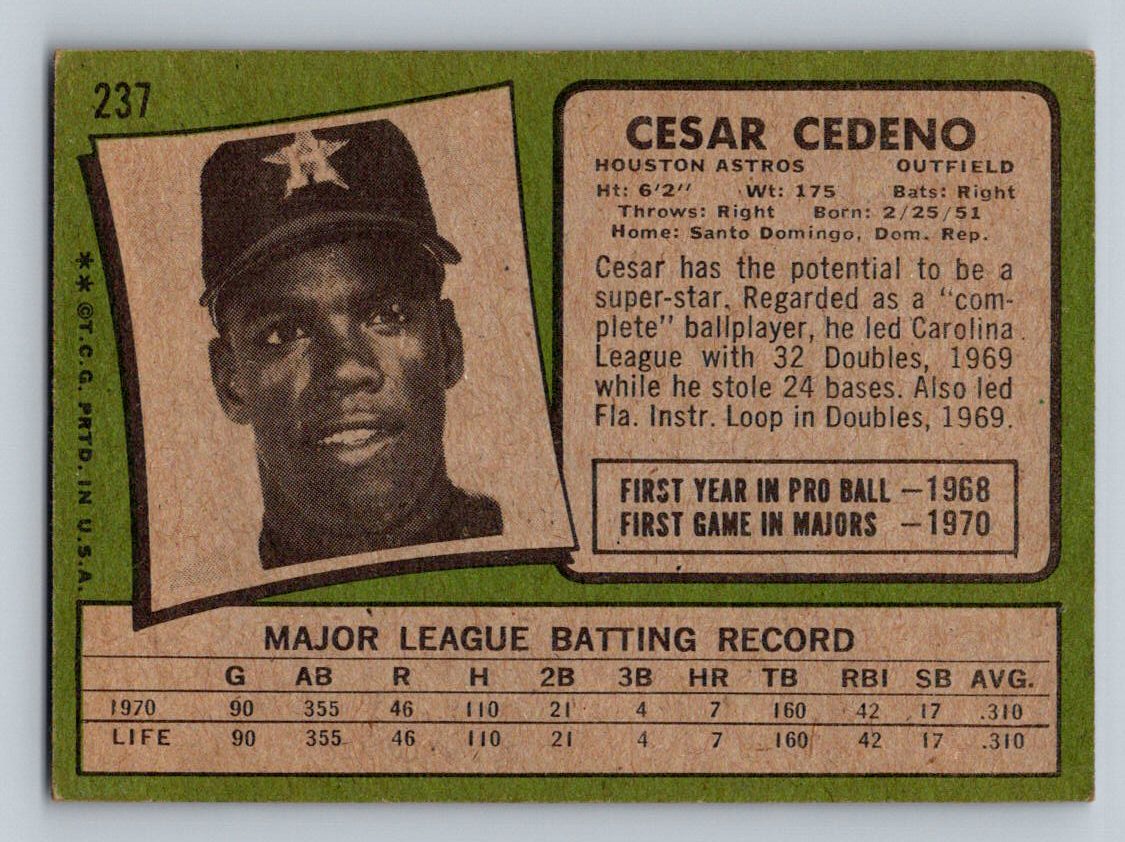 237
** ©T.C.G. PRTD. IN U.S.A.
CESAR CEDENO
HOUSTON ASTROS OUTFIELD
Ht: 6'2" Wt: 175 Bats: Right
Throws: Right Born: 2/25/51
Home: Santo Domingo, Dom. Rep.
Cesar has the potential to be a
super-star. Regarded as a "com-
plete" ballplayer, he led Carolina
League with 32 Doubles, 1969
while he stole 24 bases. Also led
Fla. Instr. Loop in Doubles, 1969.
FIRST YEAR IN PRO BALL —1968
FIRST GAME IN MAJORS —1970
MAJOR LEAGUE BATTING RECORD
G AB R H 2B 3B HR TB RBI SB AVG.
1970 90 355 46 110 21 4 7 160 42 17 .310
LIFE 90 355 46 110 21 4 7 160 42 17 .310